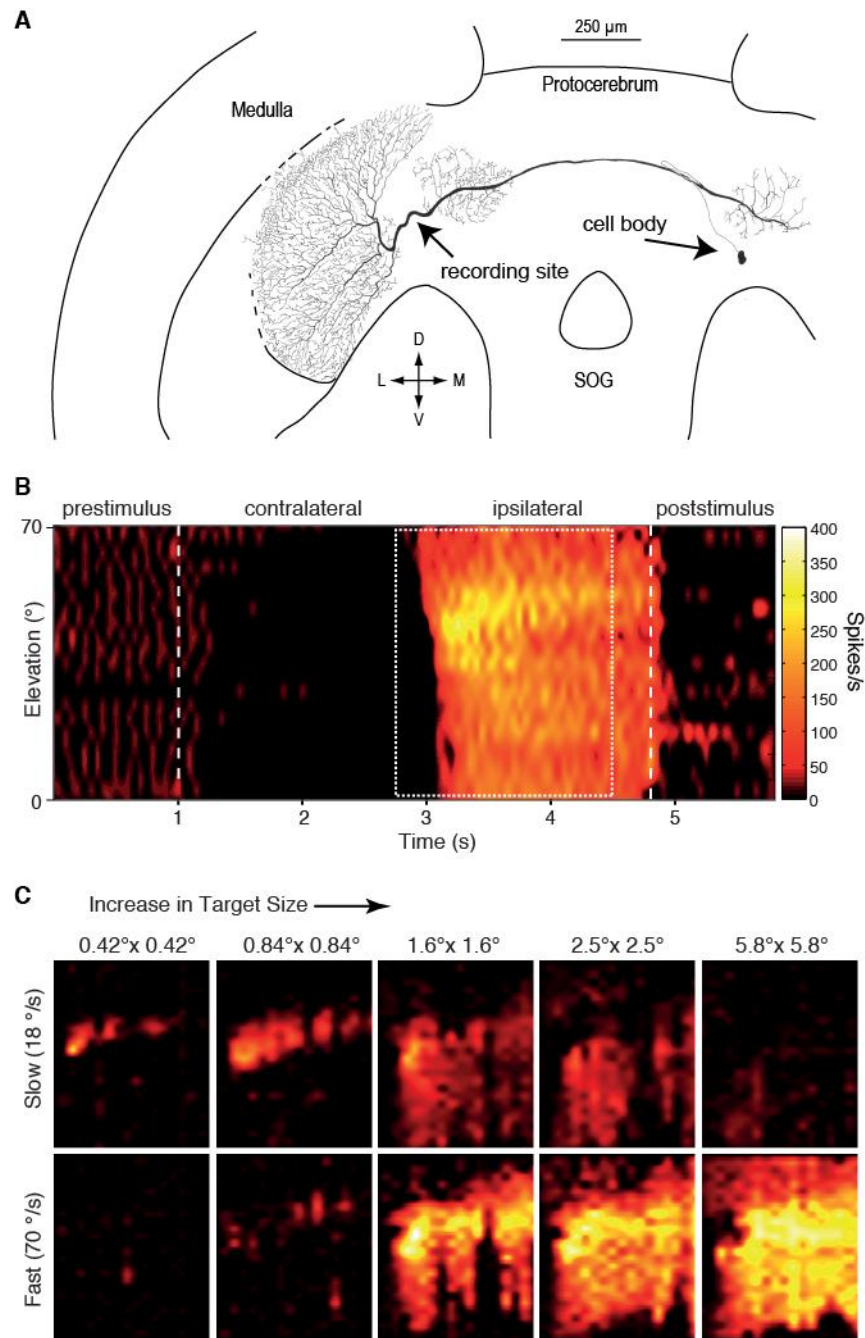 A
250 µm
Protocerebrum
Medulla
cell body
recording site
D
L M
V
SOG
B
prestimulus contralateral ipsilateral poststimulus
70
Elevation (°)
0
1 2 3 4 5
Time (s)
400
350
300
250
200
150
100
50
0
Spikes/s
C
Increase in Target Size
0.42°x 0.42° 0.84°x 0.84° 1.6°x 1.6° 2.5°x 2.5° 5.8°x 5.8°
Slow (18 °/s)
Fast (70 °/s)